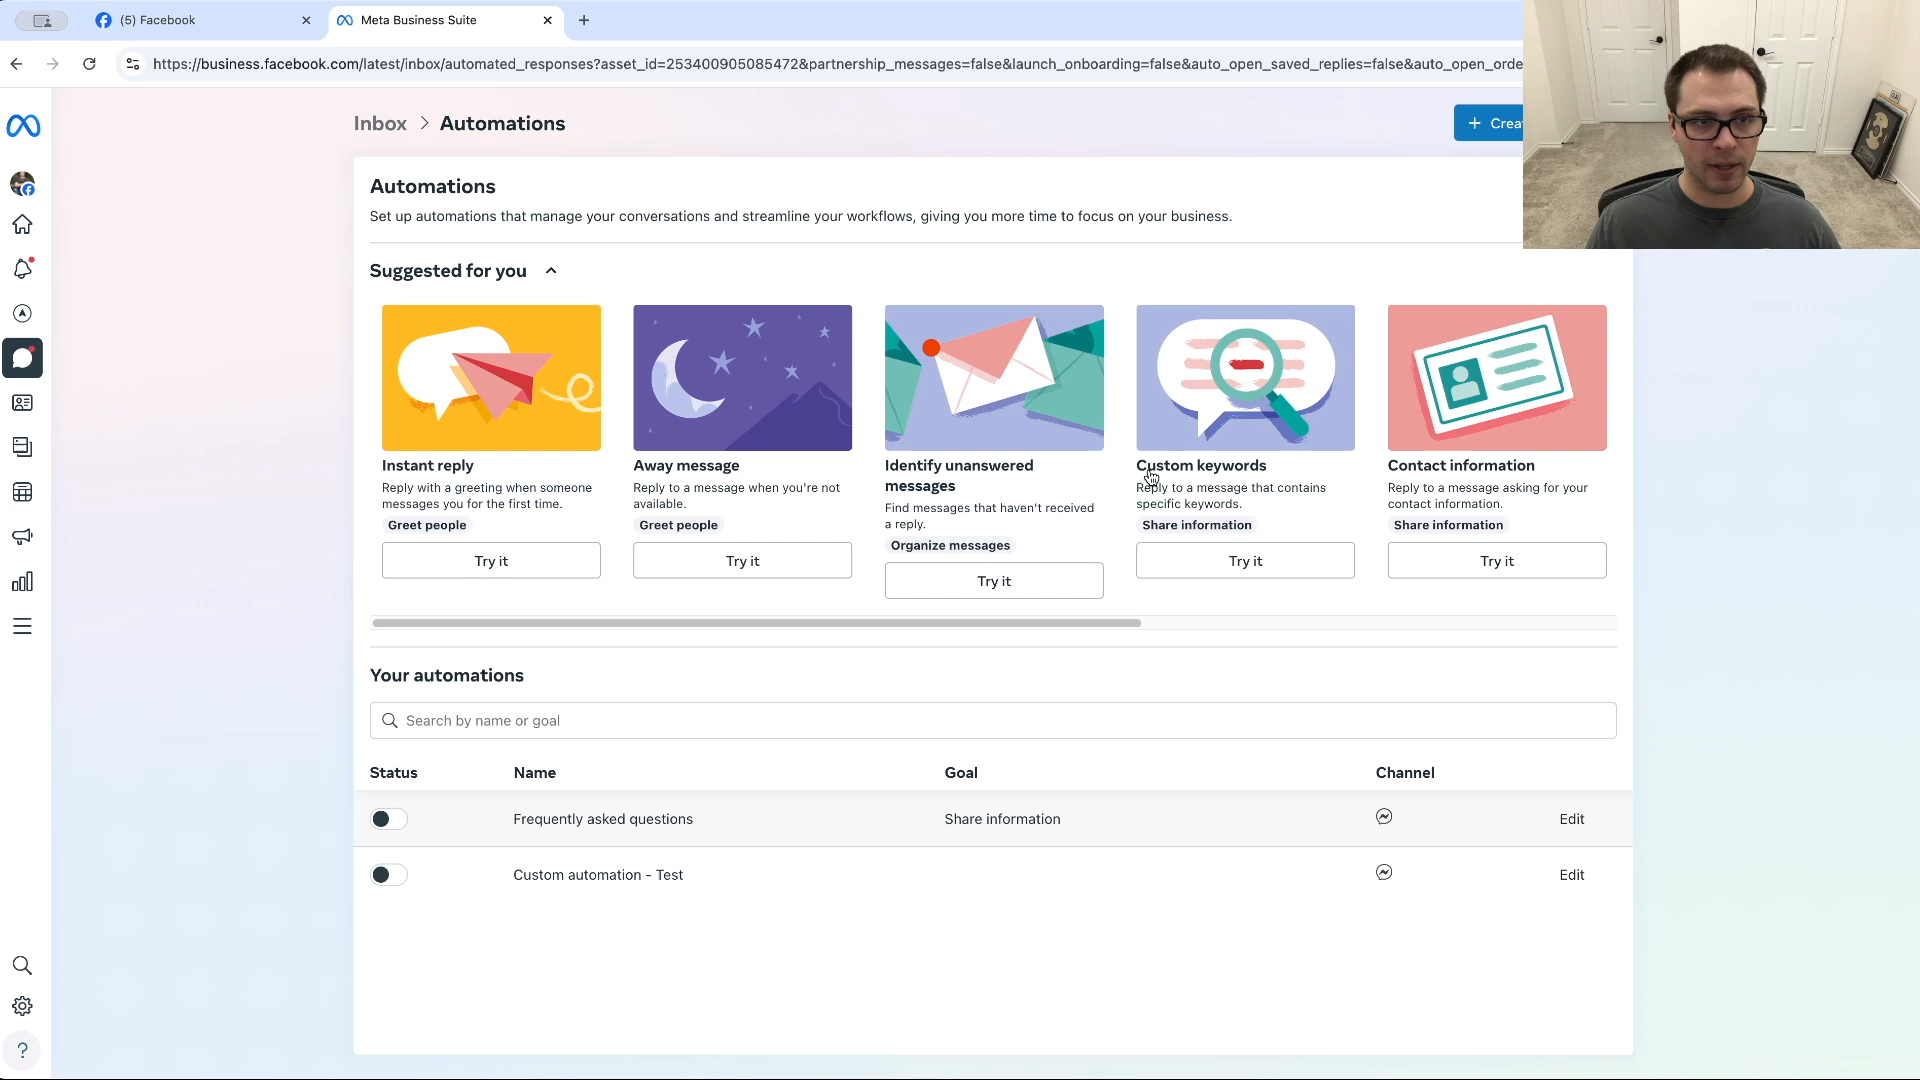 (5) Facebook
Meta Business Suite
https://business.facebook.com/latest/inbox/automated_responses?asset_id=253400905085472&partnership_messages=false&launch_onboarding=false&auto_open_saved_replies=false&auto_open_orde
Inbox > Automations
+ Crea
Automations
Set up automations that manage your conversations and streamline your workflows, giving you more time to focus on your business.
Suggested for you
Instant reply
Reply with a greeting when someone
messages you for the first time.
Greet people
Try it
Away message
Reply to a message when you're not
available.
Greet people
Try it
Identify unanswered
messages
Find messages that haven't received
a reply.
Organize messages
Try it
Custom keywords
Reply to a message that contains
specific keywords.
Share information
Try it
Contact information
Reply to a message asking for your
contact information.
Share information
Try it
Your automations
Search by name or goal
Status Name Goal Channel
Frequently asked questions Share information Edit
Custom automation - Test Edit
?